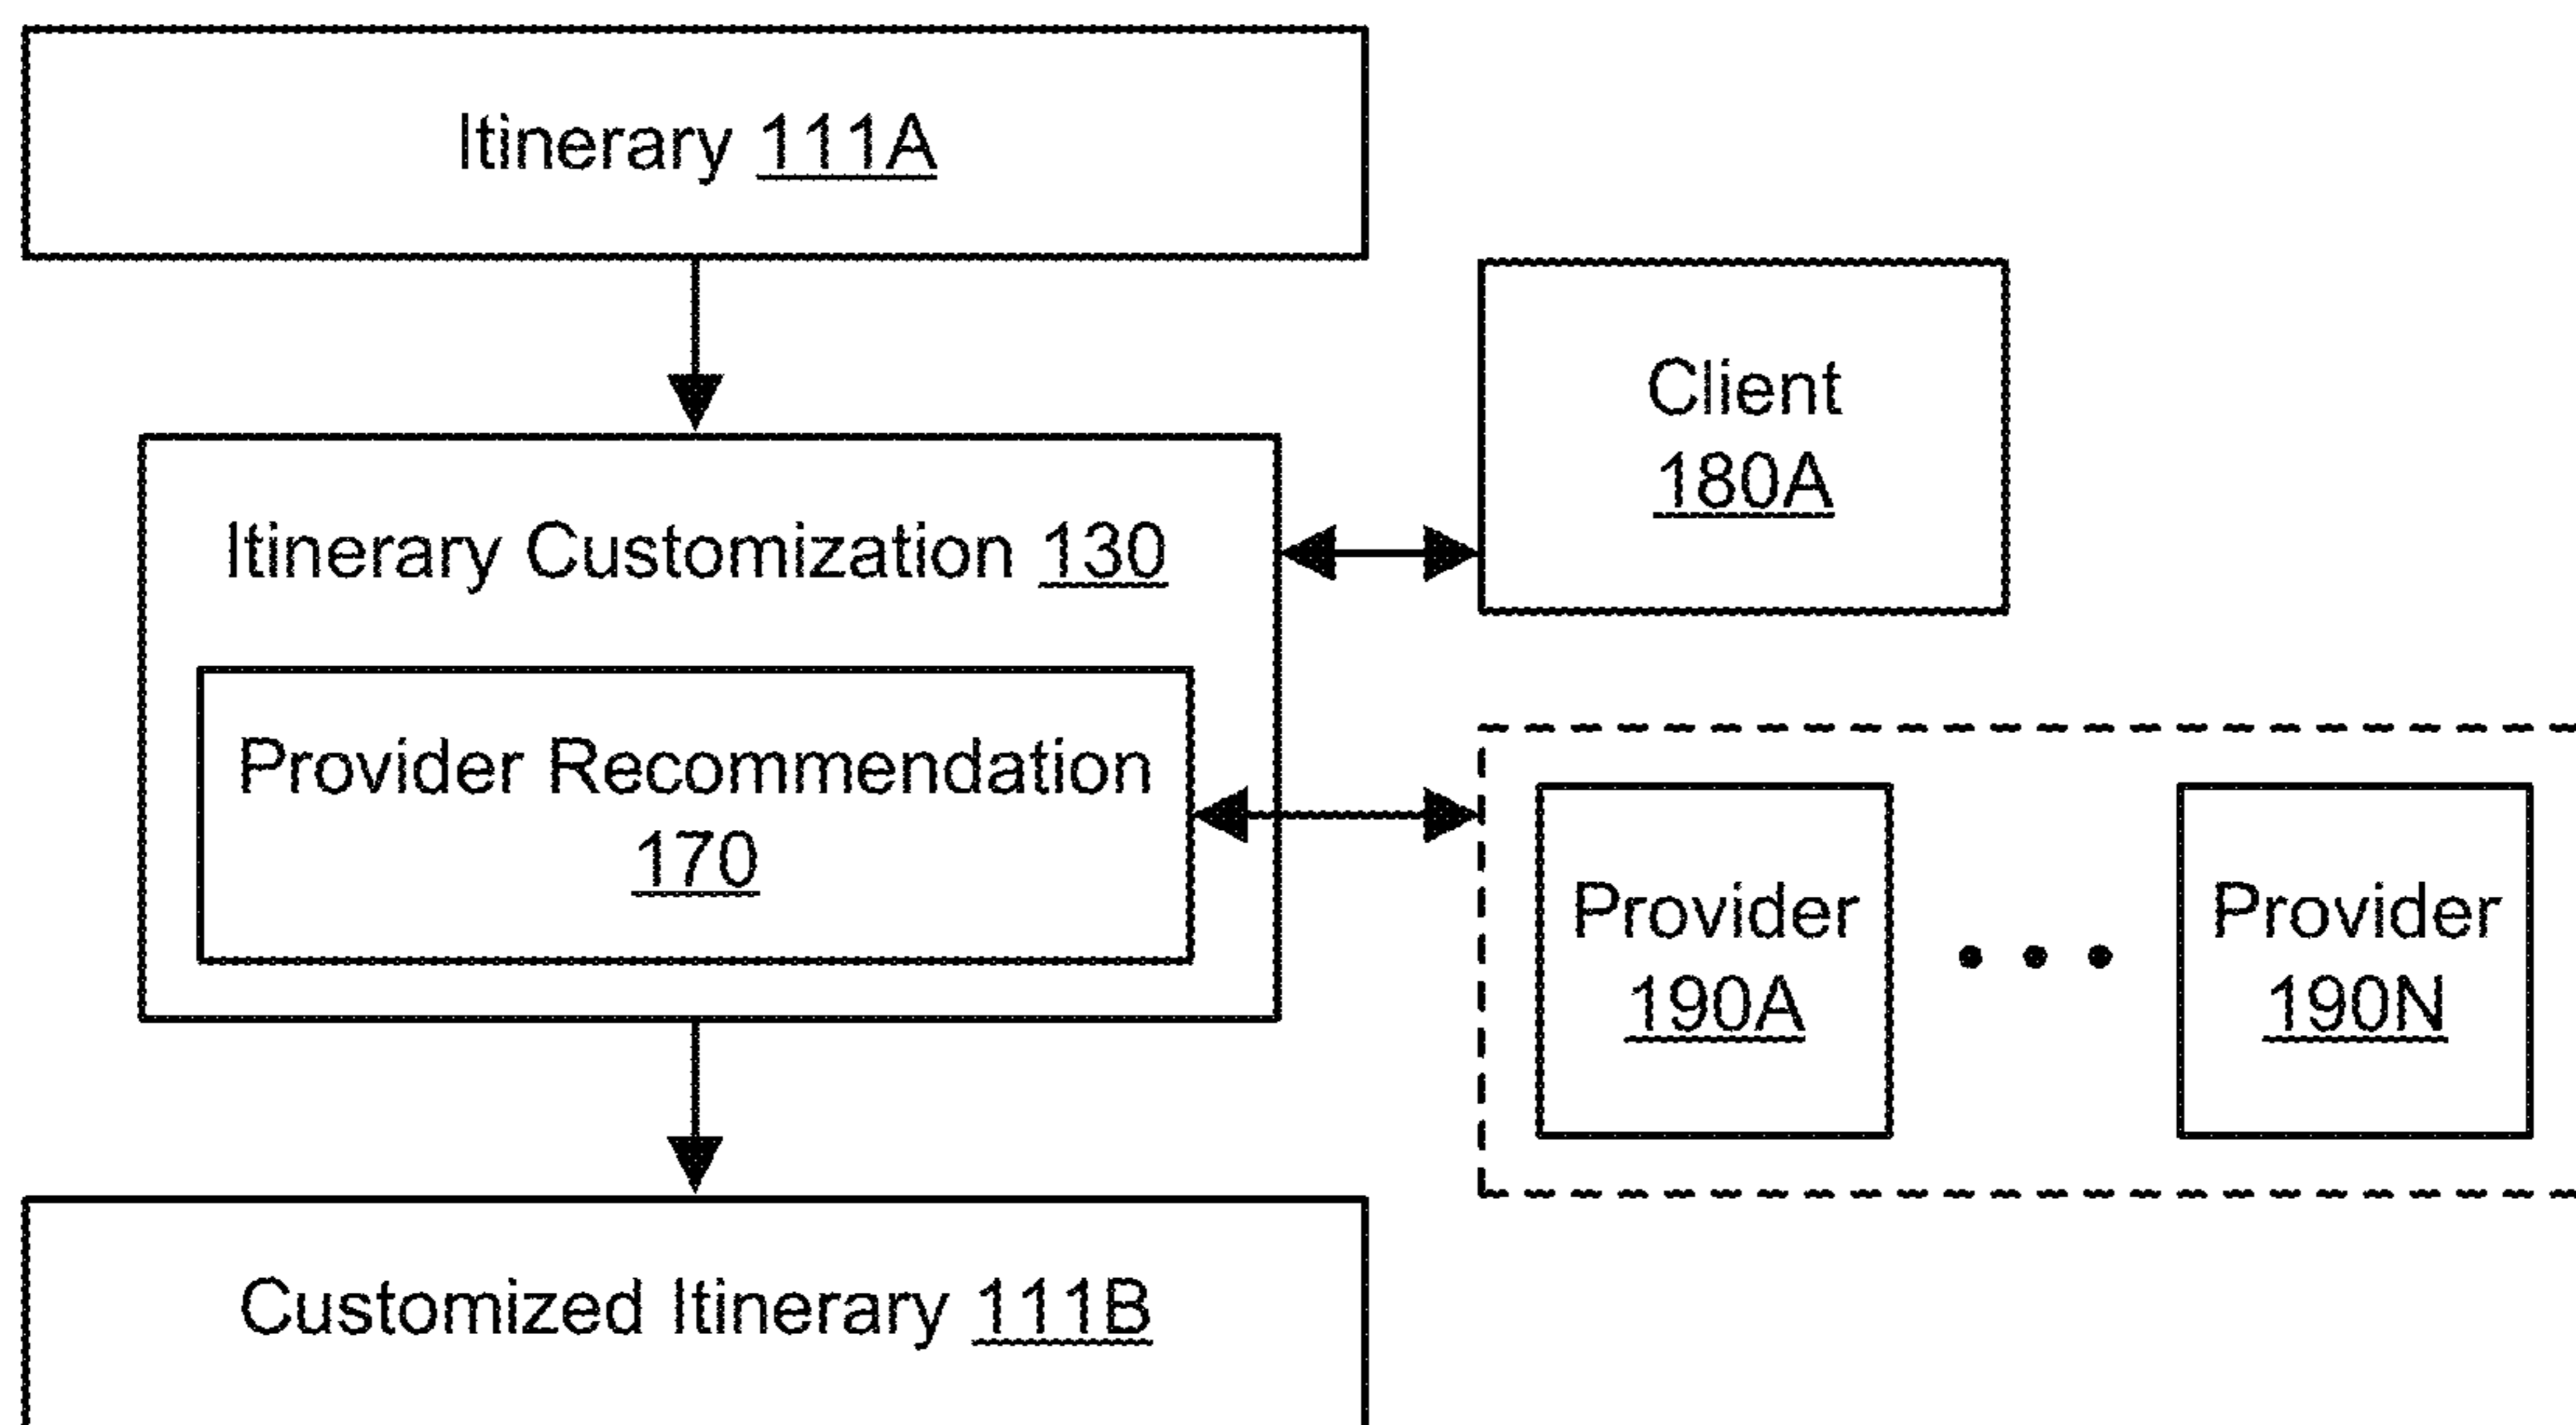 Itinerary 111A
Client
180A
Itinerary Customization 130
Provider Recommendation
170
Provider
190A
• • •
Provider
190N
Customized Itinerary 111B